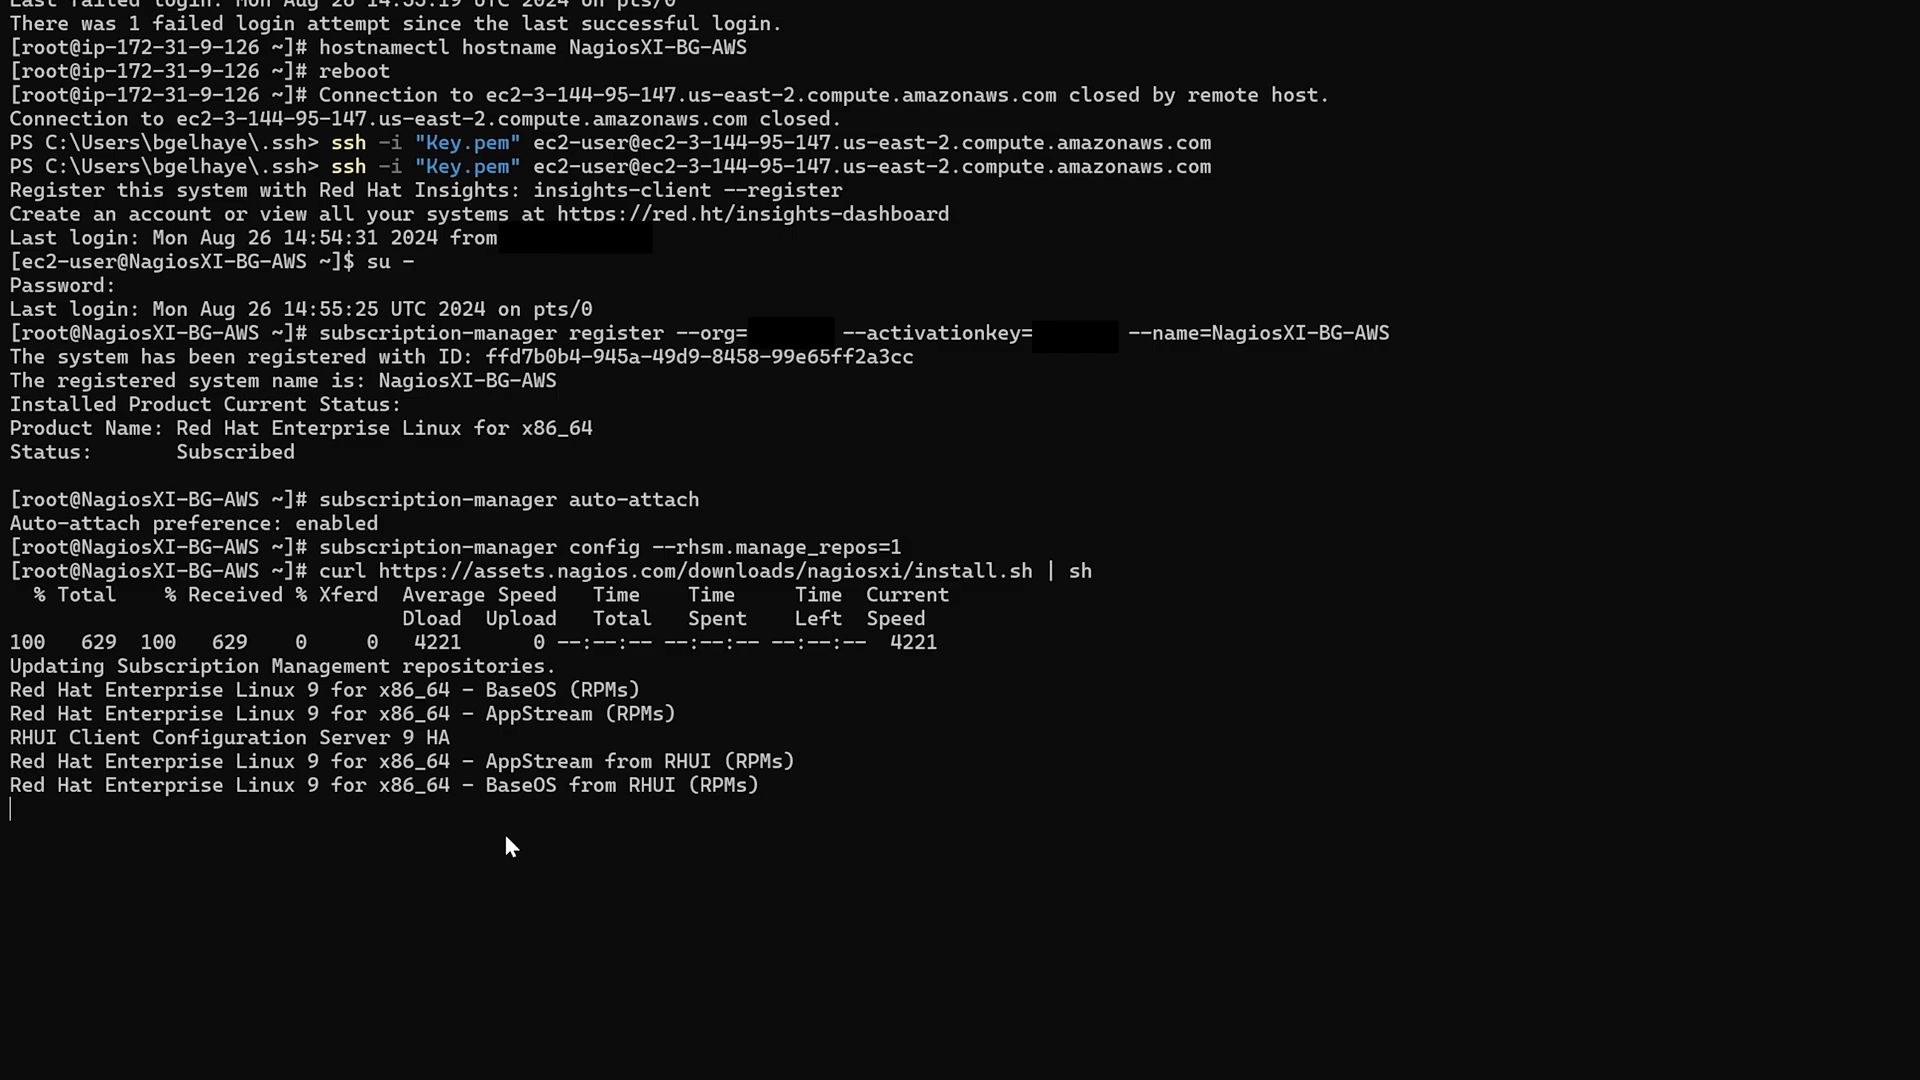 Last failed login: Mon Aug 26 14:55:19 UTC 2024 on pts/0
There was 1 failed login attempt since the last successful login.
[root@ip-172-31-9-126 ~]# hostnamectl hostname NagiosXI-BG-AWS
[root@ip-172-31-9-126 ~]# reboot
[root@ip-172-31-9-126 ~]# Connection to ec2-3-144-95-147.us-east-2.compute.amazonaws.com closed by remote host.
Connection to ec2-3-144-95-147.us-east-2.compute.amazonaws.com closed.
PS C:\Users\bgelhaye\.ssh> ssh -i "Key.pem" ec2-user@ec2-3-144-95-147.us-east-2.compute.amazonaws.com
PS C:\Users\bgelhaye\.ssh> ssh -i "Key.pem" ec2-user@ec2-3-144-95-147.us-east-2.compute.amazonaws.com
Register this system with Red Hat Insights: insights-client --register
Create an account or view all your systems at https://red.ht/insights-dashboard
Last login: Mon Aug 26 14:54:31 2024 from
[ec2-user@NagiosXI-BG-AWS ~]$ su -
Password:
Last login: Mon Aug 26 14:55:25 UTC 2024 on pts/0
[root@NagiosXI-BG-AWS ~]# subscription-manager register --org= --activationkey= --name=NagiosXI-BG-AWS
The system has been registered with ID: ffd7b0b4-945a-49d9-8458-99e65ff2a3cc
The registered system name is: NagiosXI-BG-AWS
Installed Product Current Status:
Product Name: Red Hat Enterprise Linux for x86_64
Status:       Subscribed
[root@NagiosXI-BG-AWS ~]# subscription-manager auto-attach
Auto-attach preference: enabled
[root@NagiosXI-BG-AWS ~]# subscription-manager config --rhsm.manage_repos=1
[root@NagiosXI-BG-AWS ~]# curl https://assets.nagios.com/downloads/nagiosxi/install.sh | sh
  % Total    % Received % Xferd  Average Speed   Time    Time     Time  Current
                                 Dload  Upload   Total   Spent    Left  Speed
100   629  100   629    0     0   4221      0 --:--:-- --:--:-- --:--:--  4221
Updating Subscription Management repositories.
Red Hat Enterprise Linux 9 for x86_64 - BaseOS (RPMs)
Red Hat Enterprise Linux 9 for x86_64 - AppStream (RPMs)
RHUI Client Configuration Server 9 HA
Red Hat Enterprise Linux 9 for x86_64 - AppStream from RHUI (RPMs)
Red Hat Enterprise Linux 9 for x86_64 - BaseOS from RHUI (RPMs)